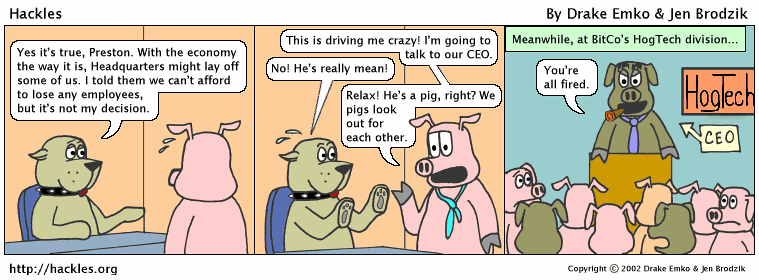 Hackles
By Drake Emko & Jen Brodzik
Yes it's true, Preston. With the economy
the way it is, Headquarters might lay off
some of us. I told them we can't afford
to lose any employees,
but it's not my decision.
This is driving me crazy! I'm going to
talk to our CEO.
No! He's really mean!
Relax! He's a pig, right? We
pigs look
out for
each other.
Meanwhile, at BitCo's HogTech division...
You're
all fired.
HogTech
CEO
http://hackles.org
Copyright © 2002 Drake Emko & Jen Brodzik